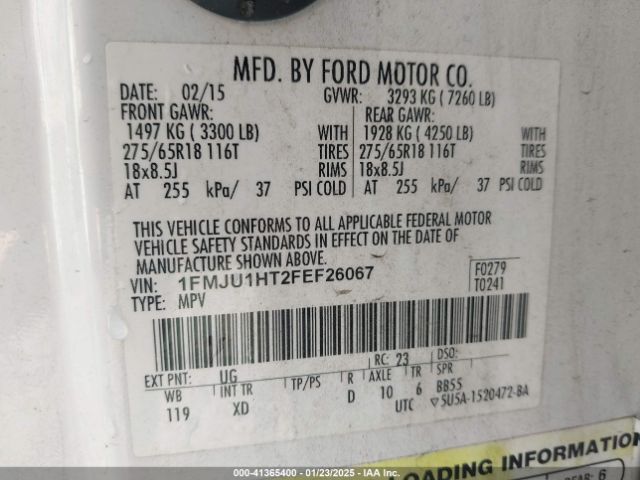 MFD. BY FORD MOTOR CO.
DATE: 02/15 GVWR: 3293 KG ( 7260 LB)
FRONT GAWR: REAR GAWR:
1497 KG ( 3300 LB) WITH 1928 KG ( 4250 LB) WITH
275/65R18 116T TIRES 275/65R18 116T TIRES
18x8.5J RIMS 18x8.5J RIMS
AT 255 kPa/ 37 PSI COLD AT 255 kPa/ 37 PSI COLD
THIS VEHICLE CONFORMS TO ALL APPLICABLE FEDERAL MOTOR
VEHICLE SAFETY STANDARDS IN EFFECT ON THE DATE OF
MANUFACTURE SHOWN ABOVE.
VIN: 1FMJU1HT2FEF26067 F0279
TYPE: MPV T0241
EXT PNT: UG RC: 23 DSO:
WB INT TR TP/PS R AXLE TR SPR
119 XD D 10 6 BB55
UTC ▽5U5A-1520472-BA
LOADING INFORMATION
REAR: 6
000-41365400 - 01/23/2025 - IAAI.com